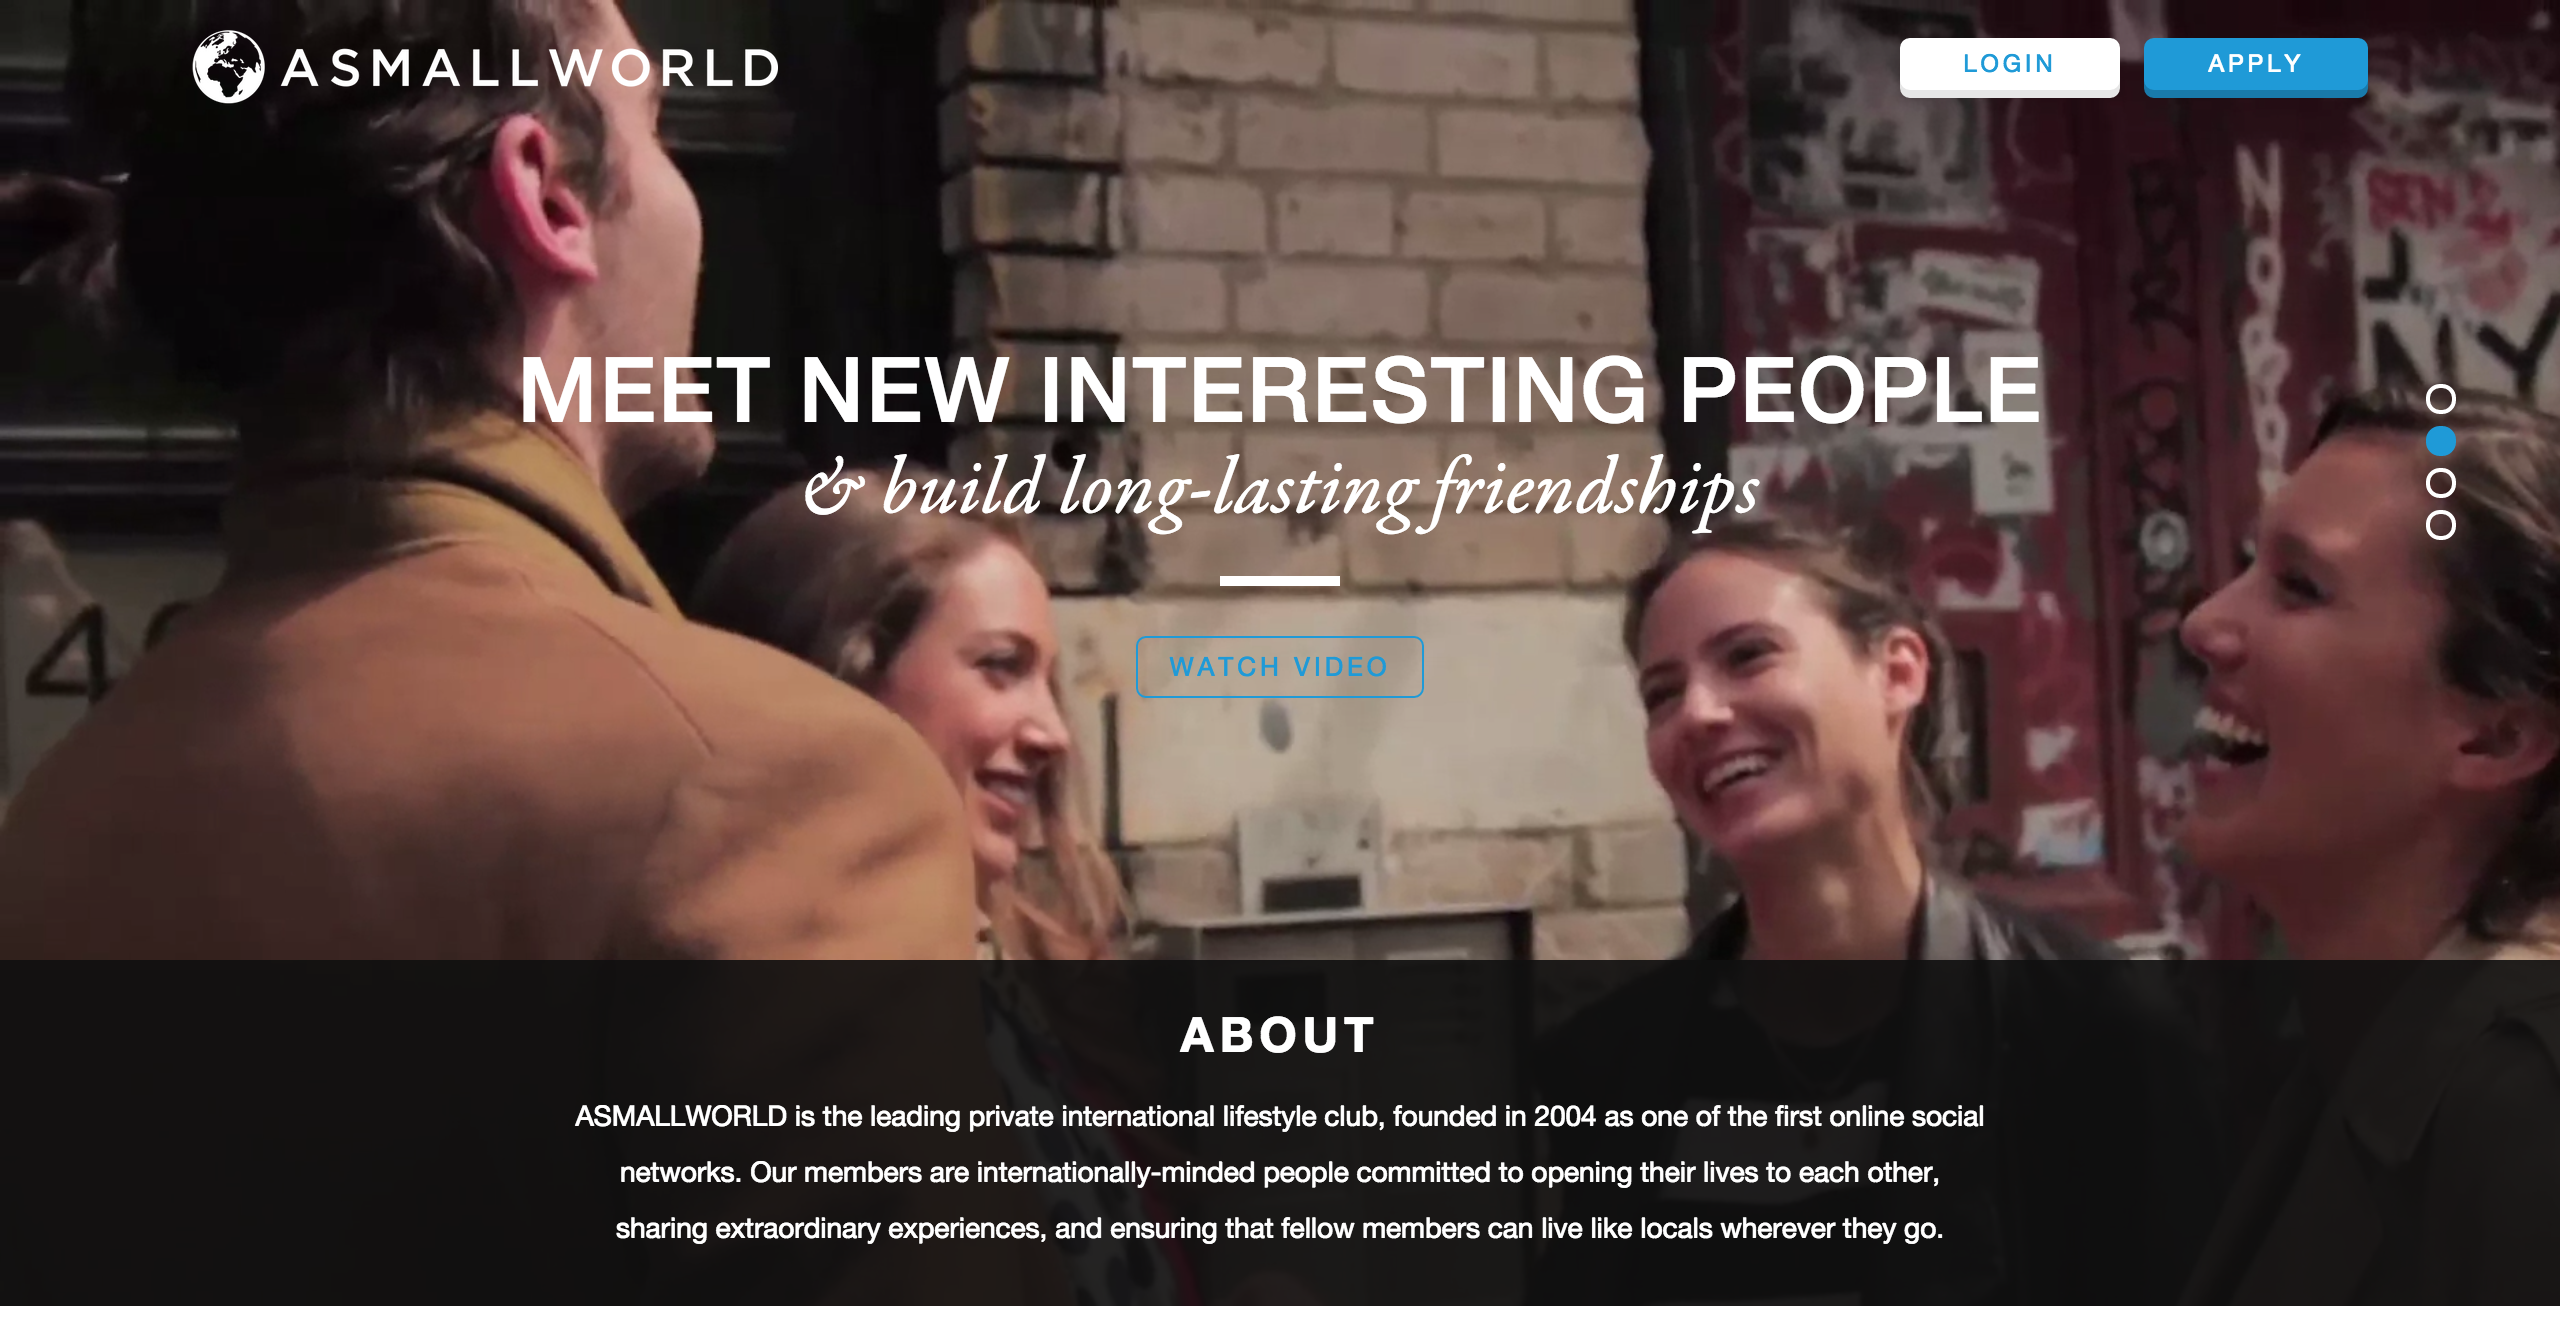 ASMALLWORLD
LOGIN
APPLY
MEET NEW INTERESTING PEOPLE
& build long-lasting friendships
WATCH VIDEO
ABOUT
ASMALLWORLD is the leading private international lifestyle club, founded in 2004 as one of the first online social
networks. Our members are internationally-minded people committed to opening their lives to each other,
sharing extraordinary experiences, and ensuring that fellow members can live like locals wherever they go.
4
NY